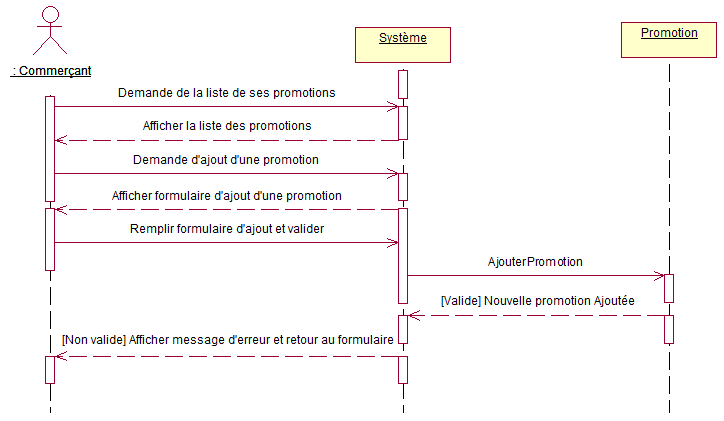 Système
Promotion
: Commerçant
Demande de la liste de ses promotions
Afficher la liste des promotions
Demande d'ajout d'une promotion
Afficher formulaire d'ajout d'une promotion
Remplir formulaire d'ajout et valider
AjouterPromotion
[Valide] Nouvelle promotion Ajoutée
[Non valide] Afficher message d'erreur et retour au formulaire